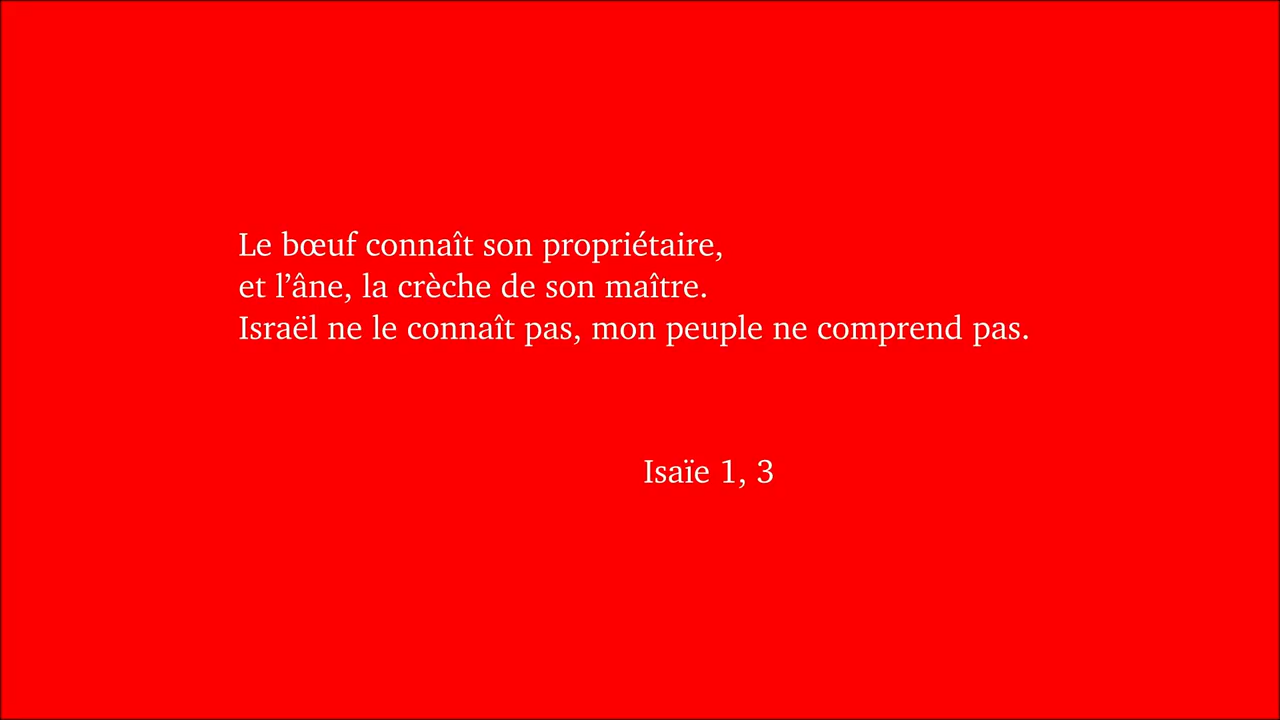 Le bœuf connaît son propriétaire,
et l’âne, la crèche de son maître.
Israël ne le connaît pas, mon peuple ne comprend pas.
Isaïe 1, 3